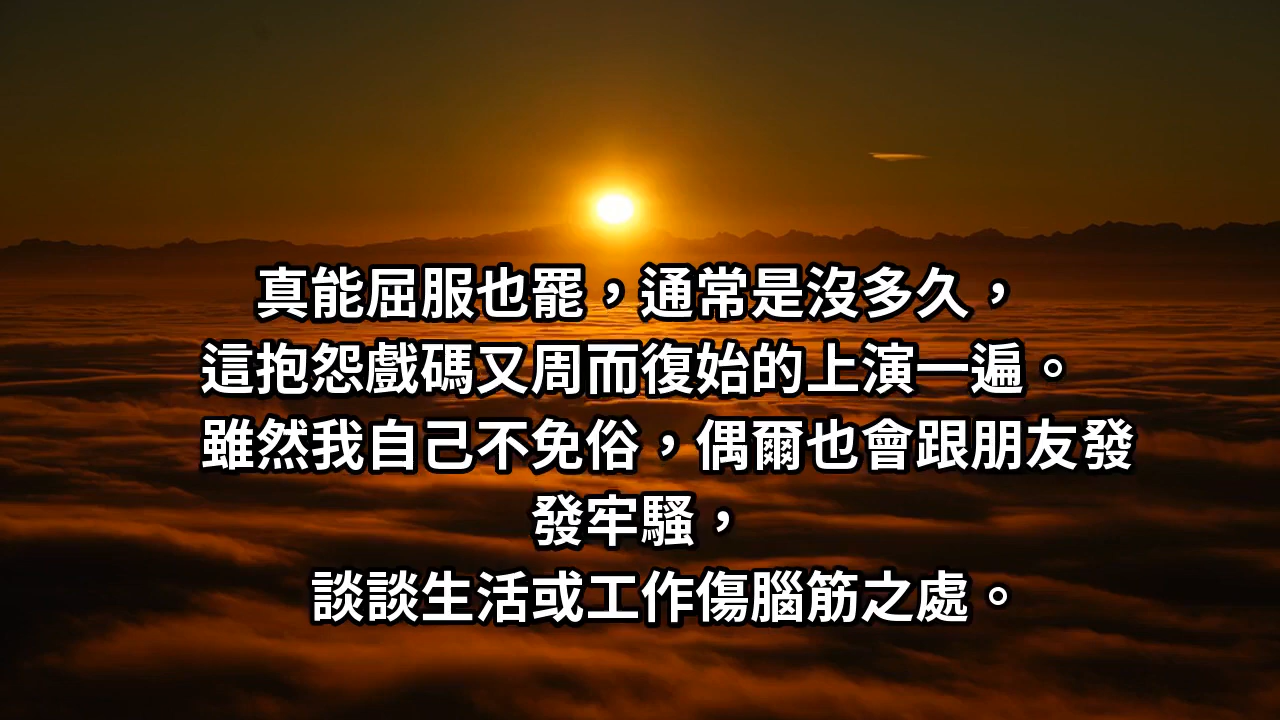 真能屈服也罷，通常是沒多久，
這抱怨戲碼又周而復始的上演一遍。
雖然我自己不免俗，偶爾也會跟朋友發
發牢騷，
談談生活或工作傷腦筋之處。